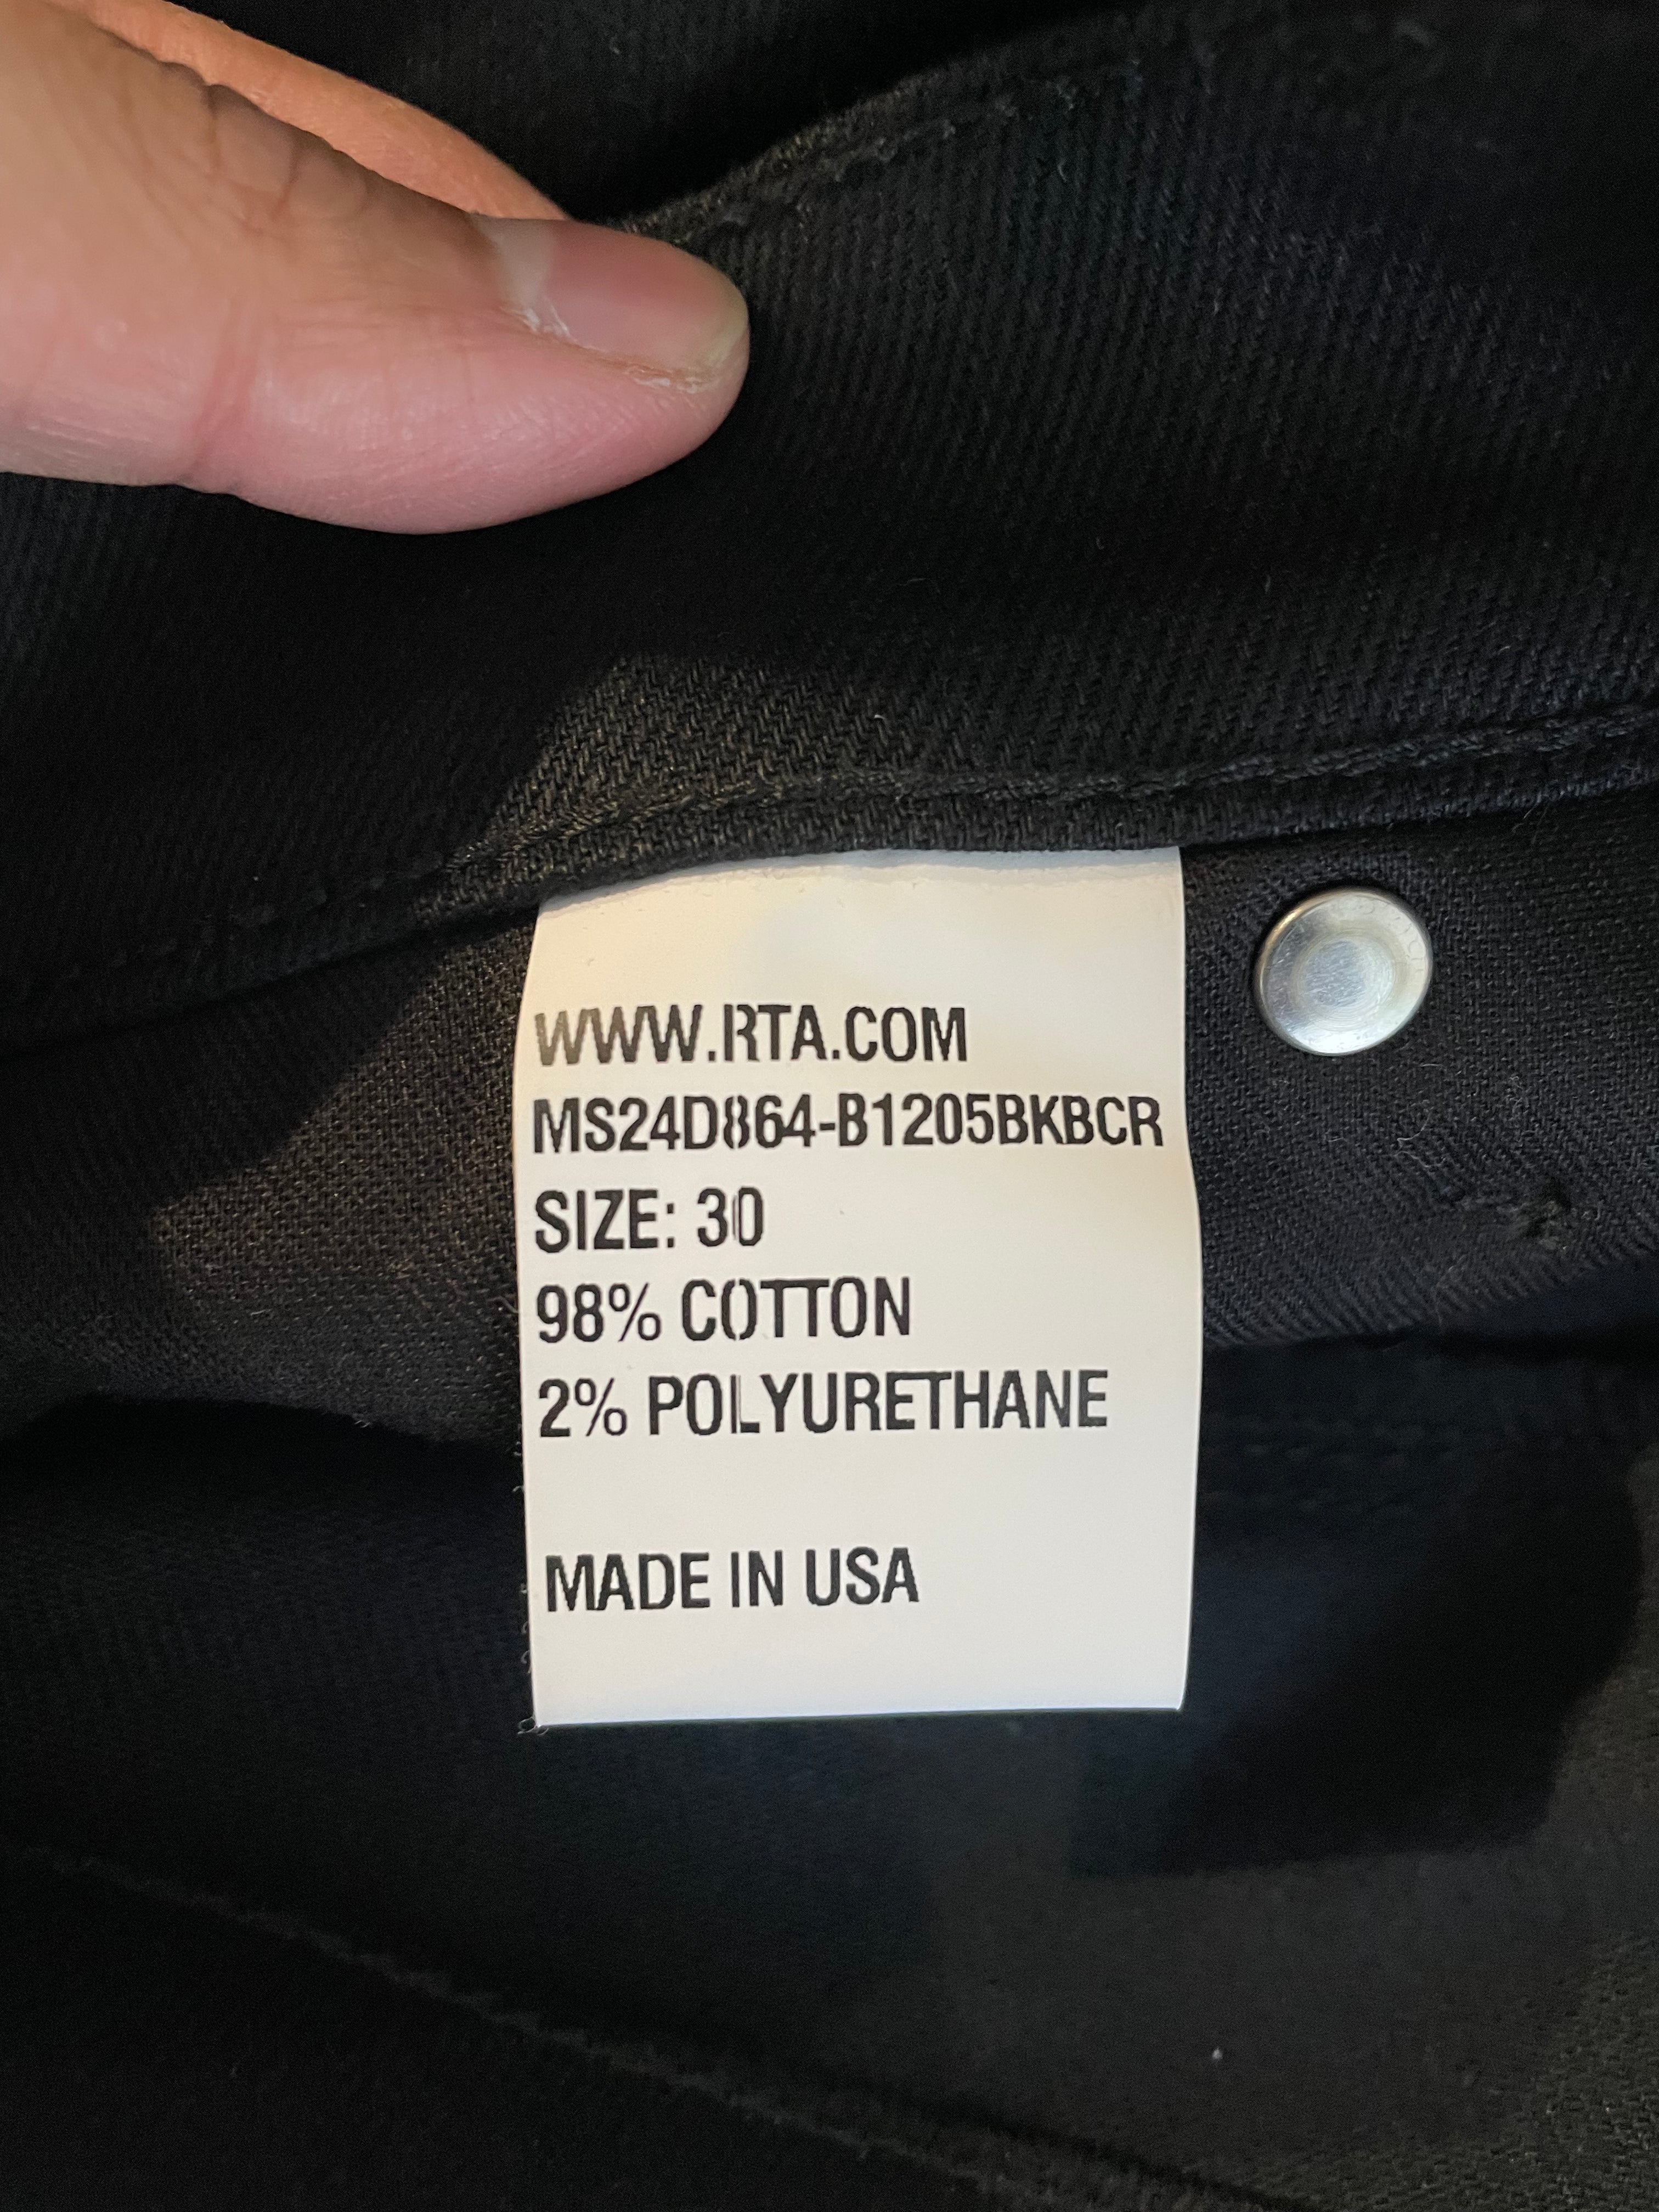 WWW.RTA.COM
MS24D864-B1205BKBCR
SIZE: 30
98% COTTON
2% POLYURETHANE
MADE IN USA